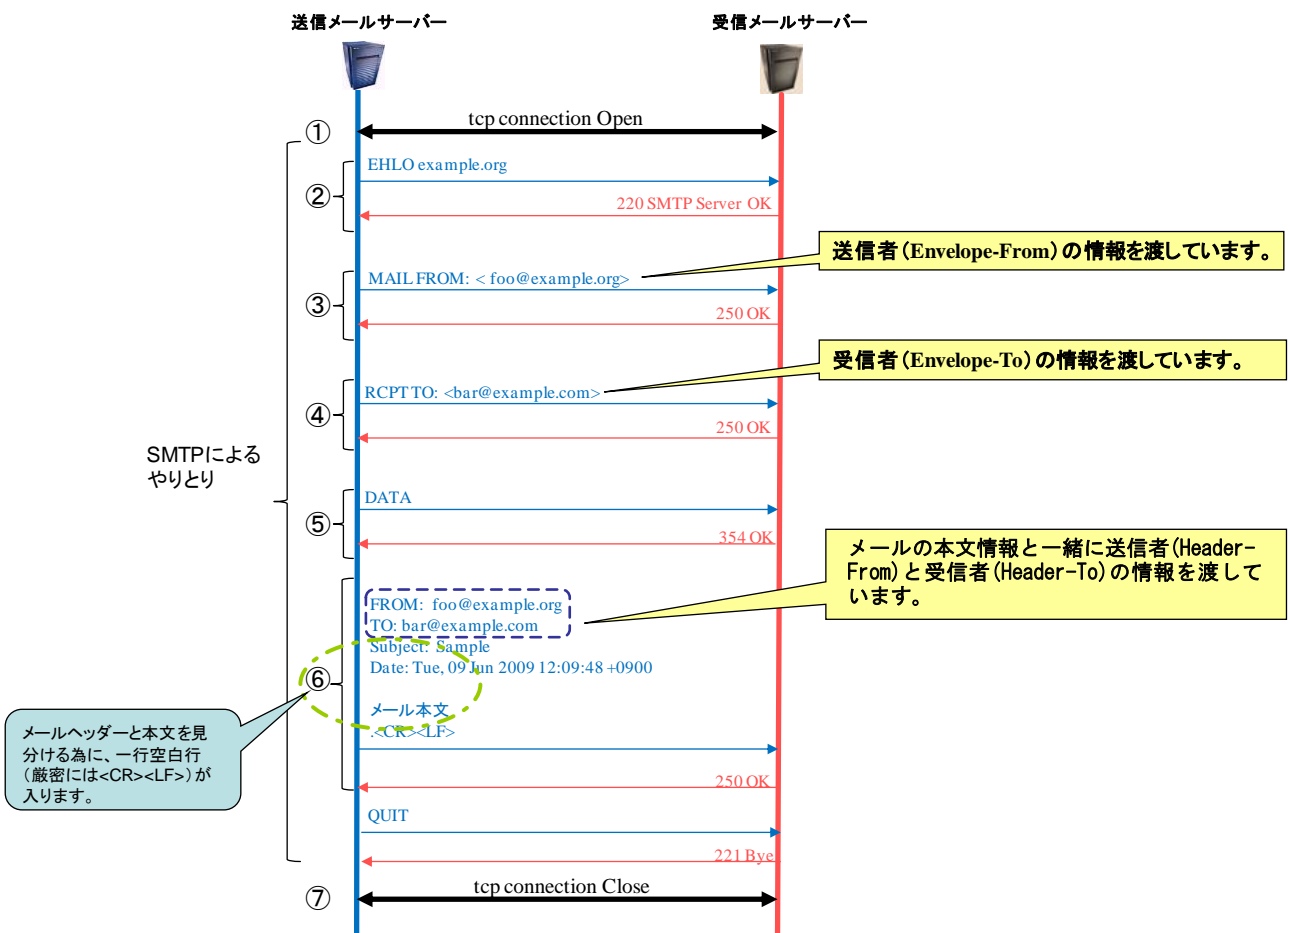 送信メールサーバー
受信メールサーバー
① tcp connection Open
EHLO example.org
②
220 SMTP Server OK
送信者(Envelope-From)の情報を渡しています。
MAIL FROM: < foo@example.org>
③
250 OK
受信者(Envelope-To)の情報を渡しています。
RCPT TO: <bar@example.com>
④
250 OK
SMTPによる
やりとり
DATA
⑤
354 OK
メールの本文情報と一緒に送信者(Header-
From)と受信者(Header-To)の情報を渡して
います。
FROM: foo@example.org
TO: bar@example.com
Subject: Sample
Date: Tue, 09 Jun 2009 12:09:48 +0900
⑥
メール本文
.<CR><LF>
メールヘッダーと本文を見
分ける為に、一行空白行
(厳密には<CR><LF>)が
入ります。
250 OK
QUIT
221 Bye
⑦ tcp connection Close